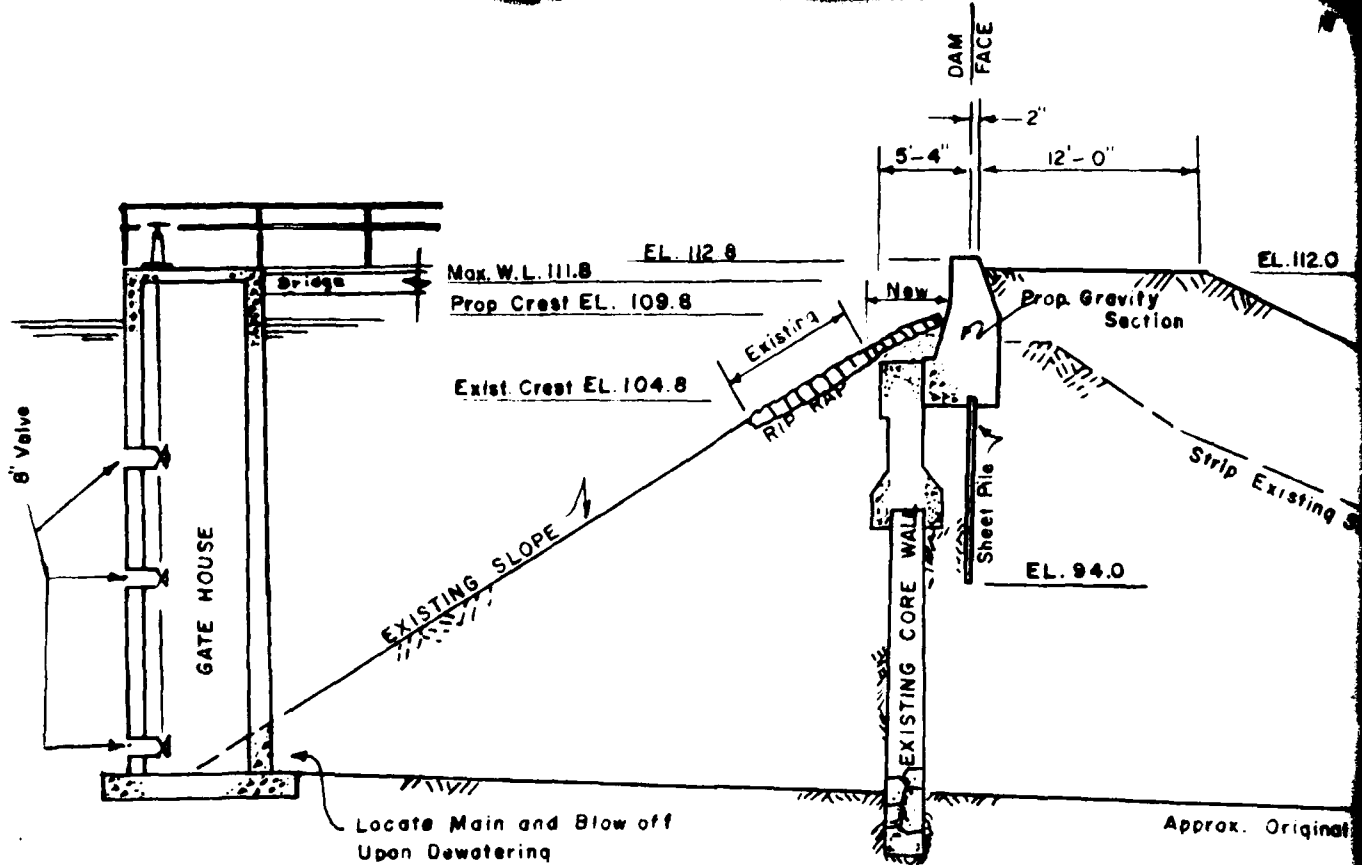 DAM
FACE
2"
5'-4"
12'-0"
EL. 112.8
Max. W.L. 111.8
Prop Crest EL. 109.8
Exist. Crest EL. 104.8
EL. 112.0
Bridge
New
Existing
RIP RAP
Prop. Gravity
Section
8" Valve
GATE HOUSE
EXISTING SLOPE
EXISTING CORE WALL
Sheet Pile
EL. 94.0
Strip Existing
Locate Main and Blow off
Upon Dewatering
Approx. Original